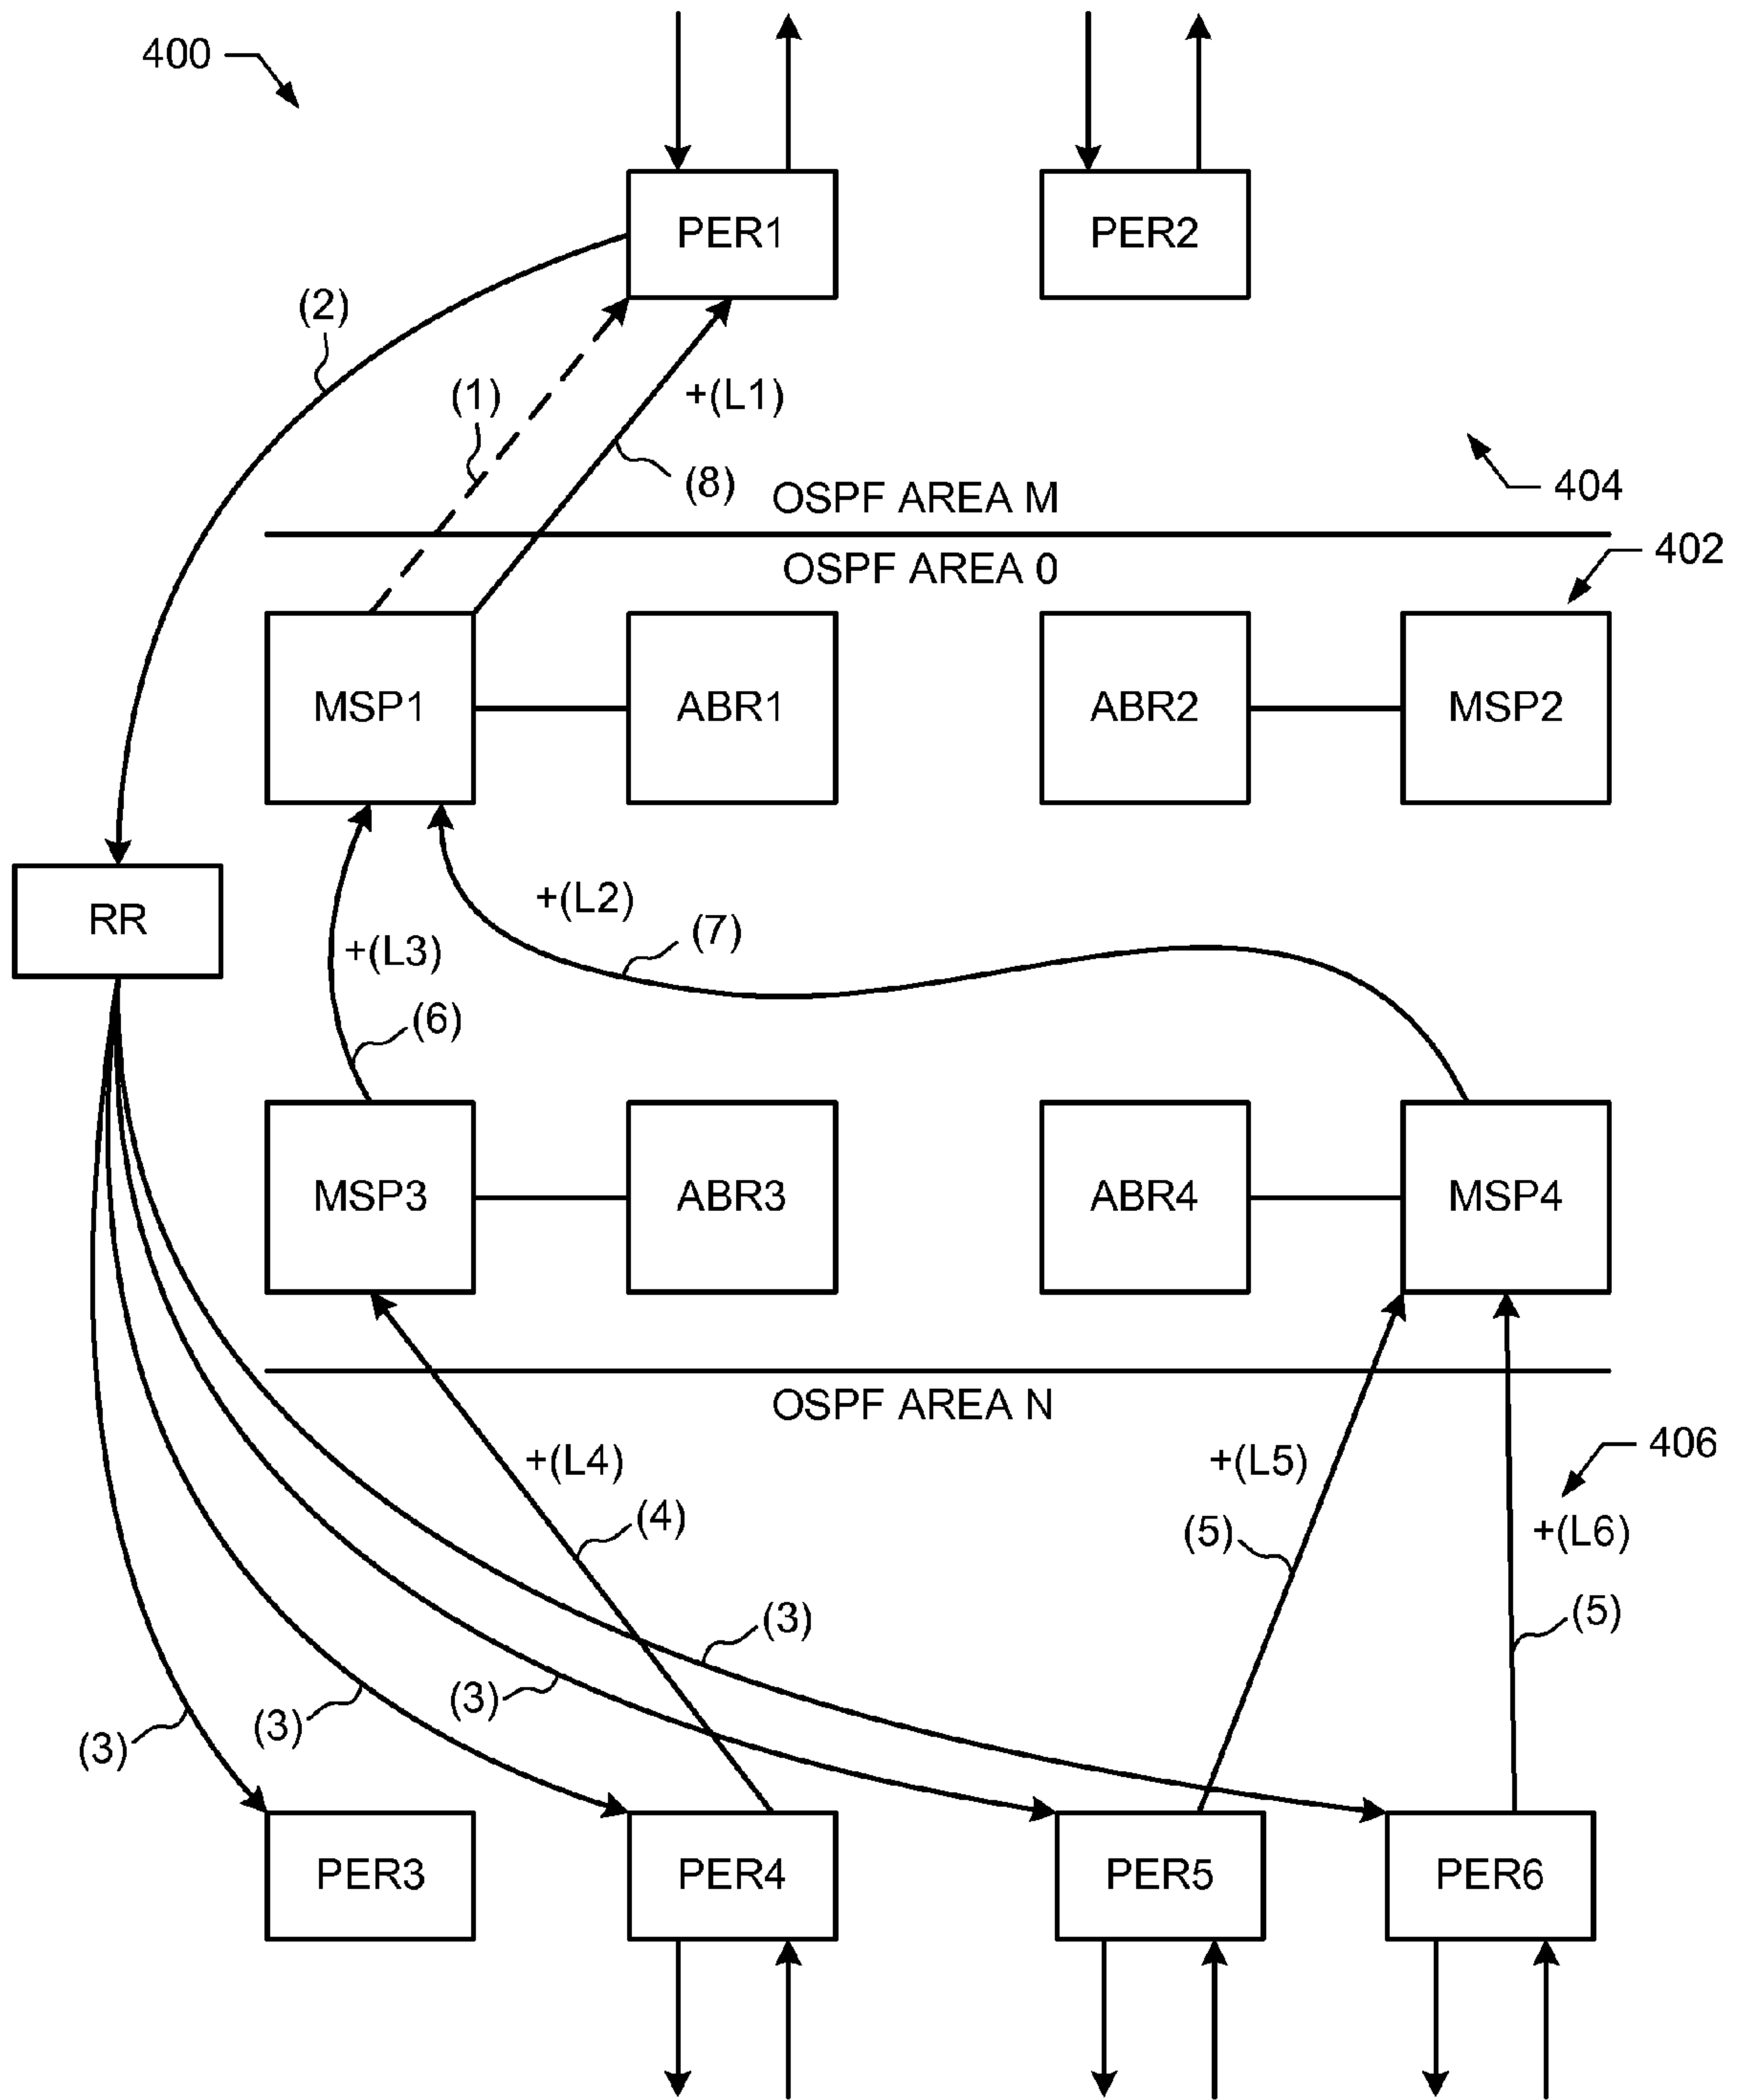 400
PER1
PER2
(2)
(1)
+(L1)
(8)
OSPF AREA M
404
OSPF AREA 0
402
MSP1
ABR1
ABR2
MSP2
RR
+(L2)
(7)
+(L3)
(6)
MSP3
ABR3
ABR4
MSP4
OSPF AREA N
406
+(L4)
(4)
+(L5)
(5)
+(L6)
(5)
(3)
(3)
(3)
(3)
PER3
PER4
PER5
PER6